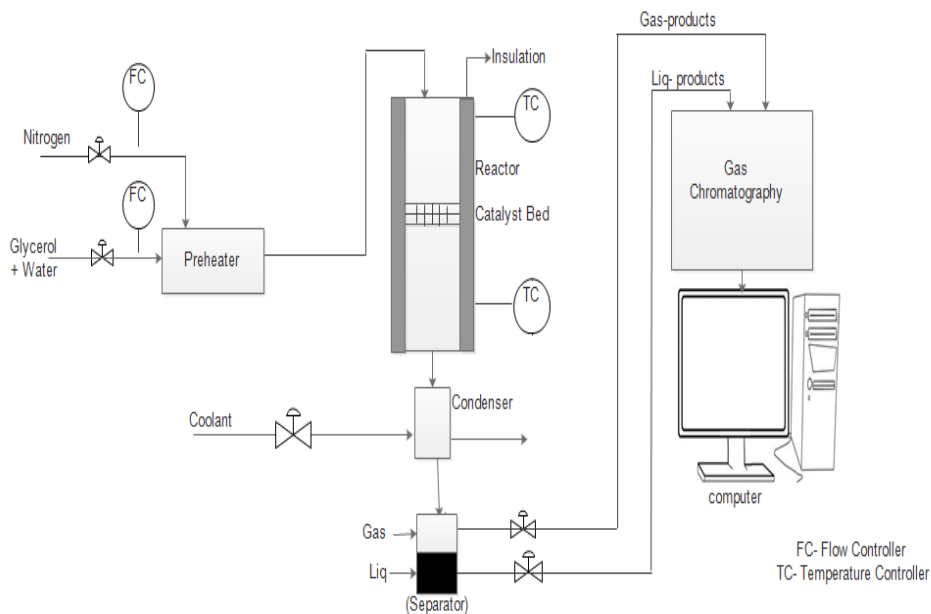 Gas-products
Insulation
Liq- products
FC
TC
Nitrogen
Reactor
Gas
Chromatography
FC
Catalyst Bed
Glycerol
+ Water
Preheater
TC
Condenser
Coolant
computer
Gas
Liq
(Separator)
FC- Flow Controller
TC- Temperature Controller